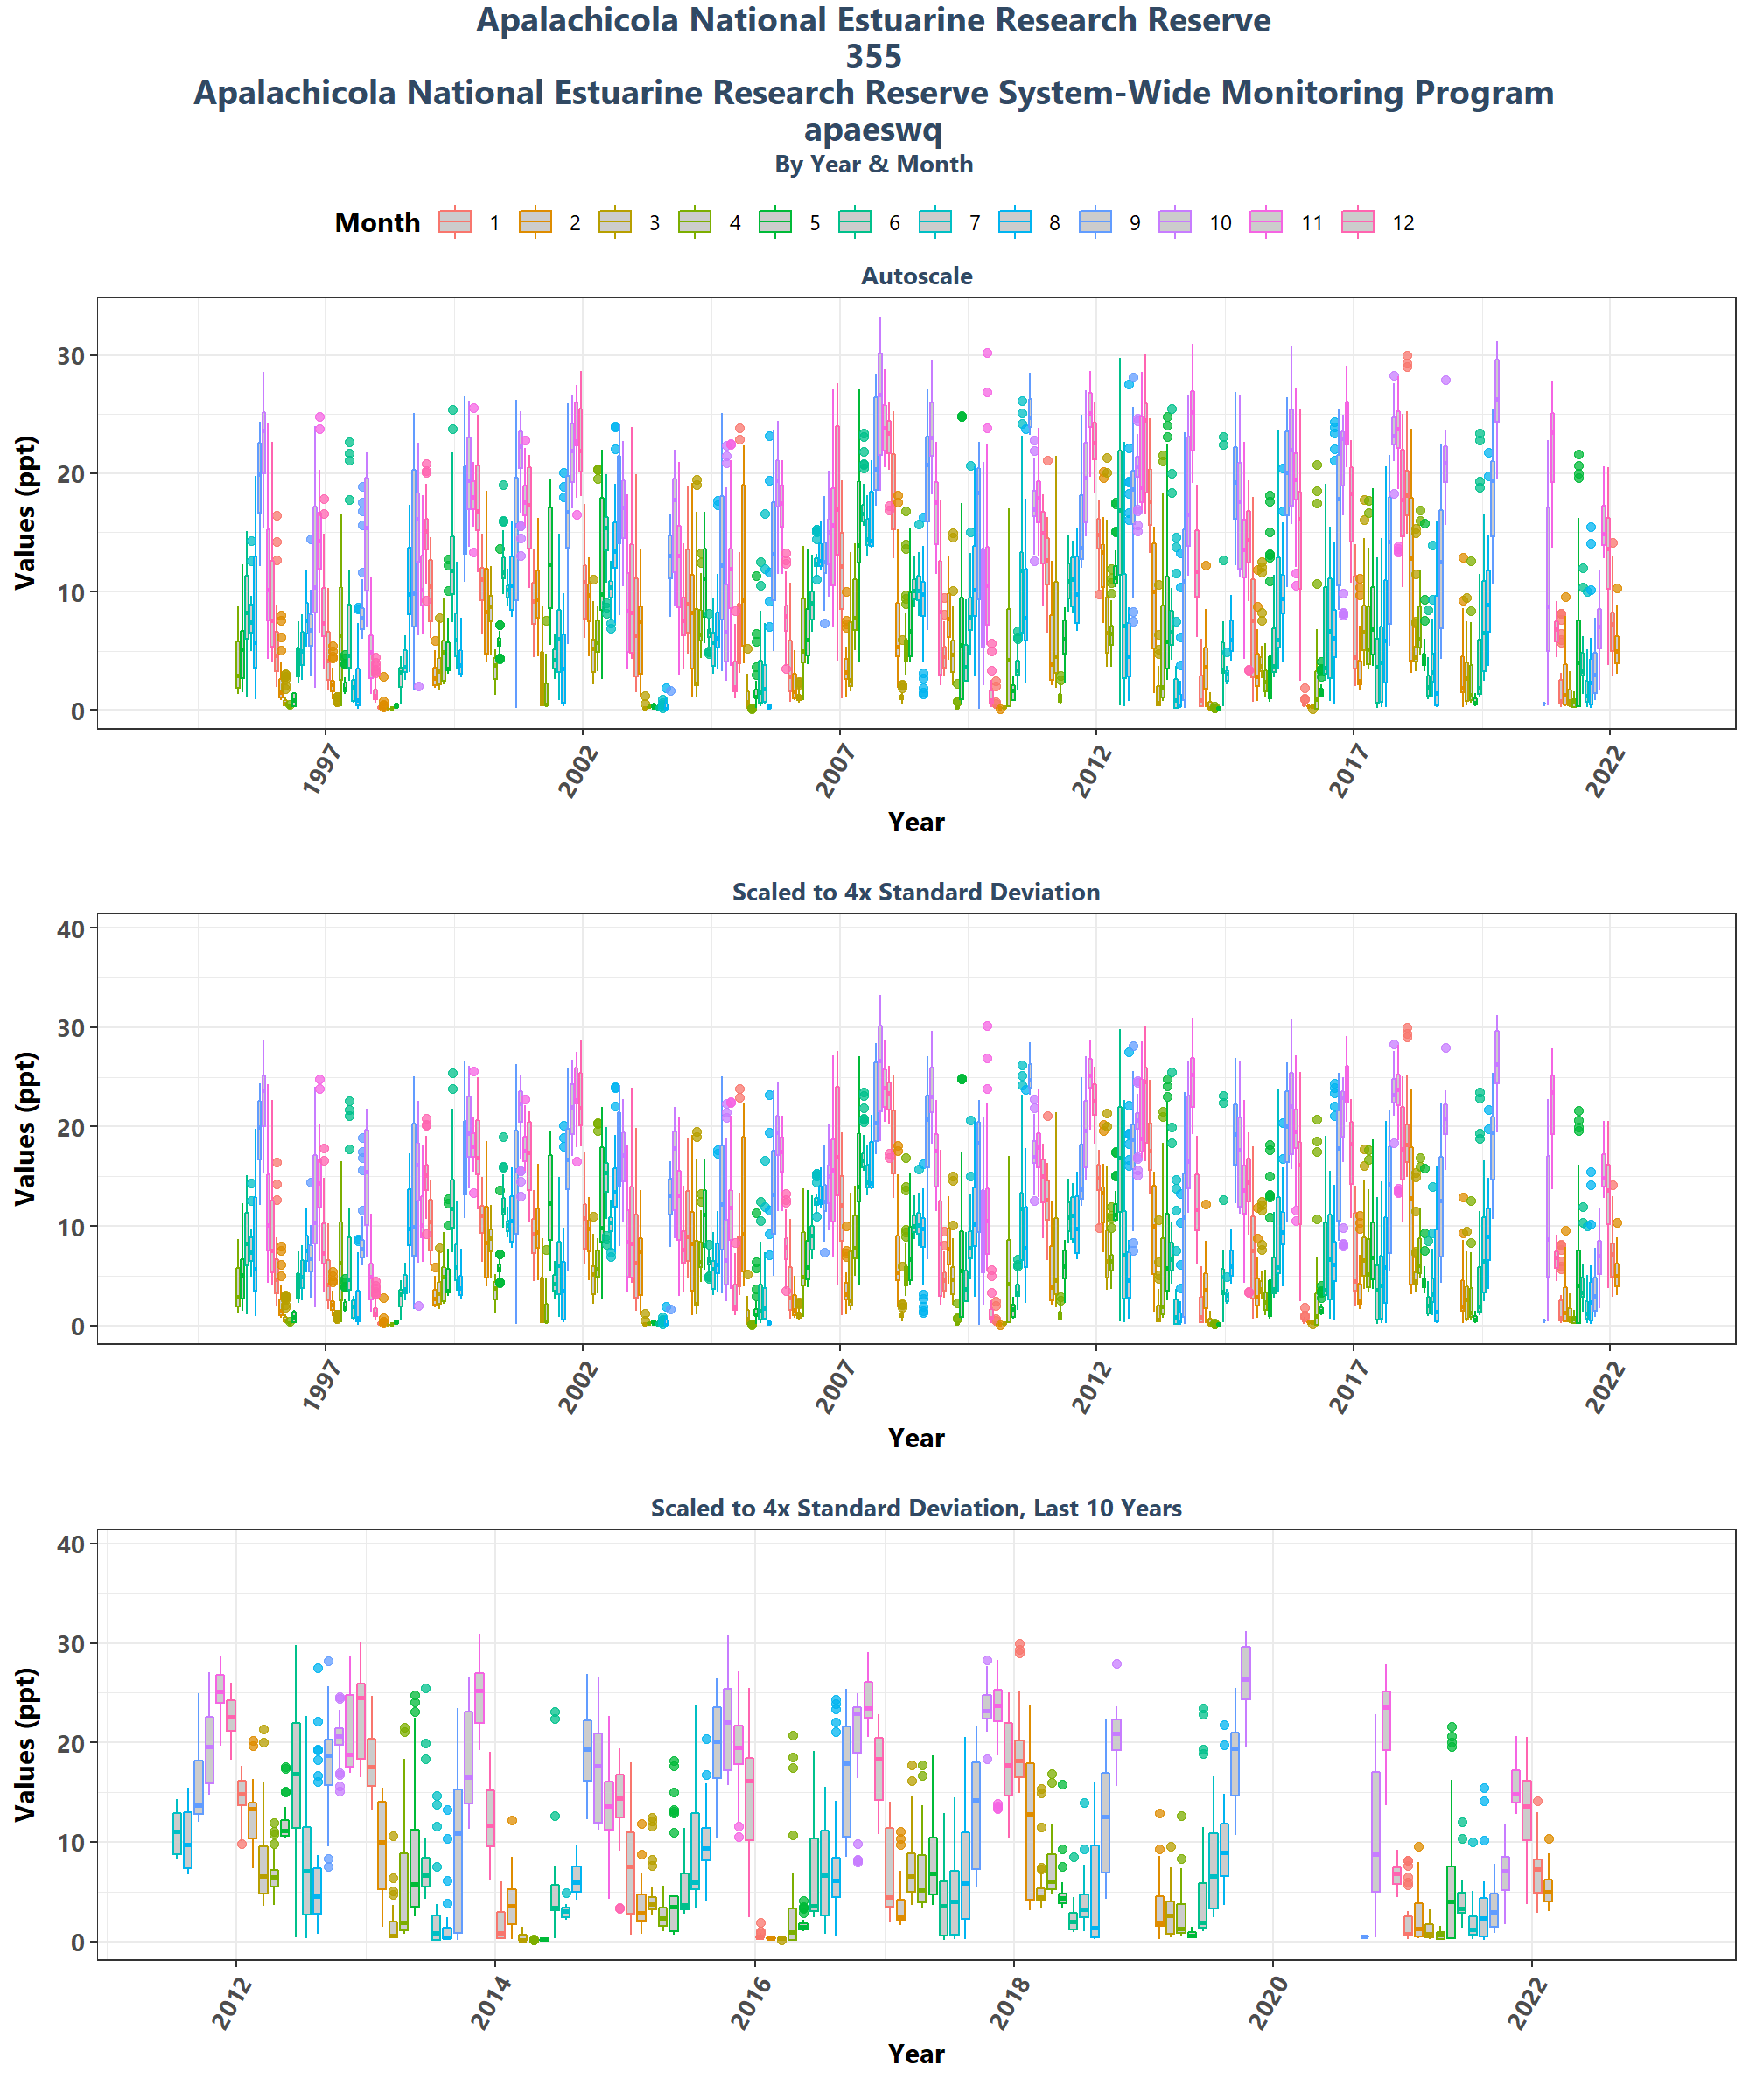 Apalachicola National Estuarine Research Reserve
355
Apalachicola National Estuarine Research Reserve System-Wide Monitoring Program
apaeswq
By Year & Month
Month 1 2 3 4 5 6 7 8 9 10 11 12
Autoscale
Values (ppt)
30
20
10
0
1997 2002 2007 2012 2017 2022
Year
Scaled to 4x Standard Deviation
Values (ppt)
40
30
20
10
0
1997 2002 2007 2012 2017 2022
Year
Scaled to 4x Standard Deviation, Last 10 Years
Values (ppt)
40
30
20
10
0
2012 2014 2016 2018 2020 2022
Year